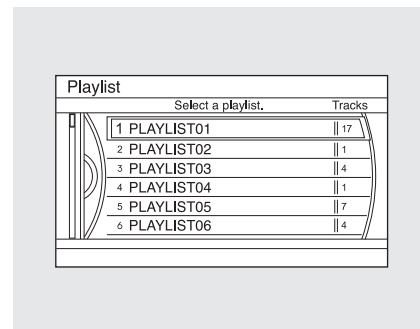 Playlist
Select a playlist. Tracks
1 PLAYLIST01 17
2 PLAYLIST02 1
3 PLAYLIST03 4
4 PLAYLIST04 1
5 PLAYLIST05 7
6 PLAYLIST06 4